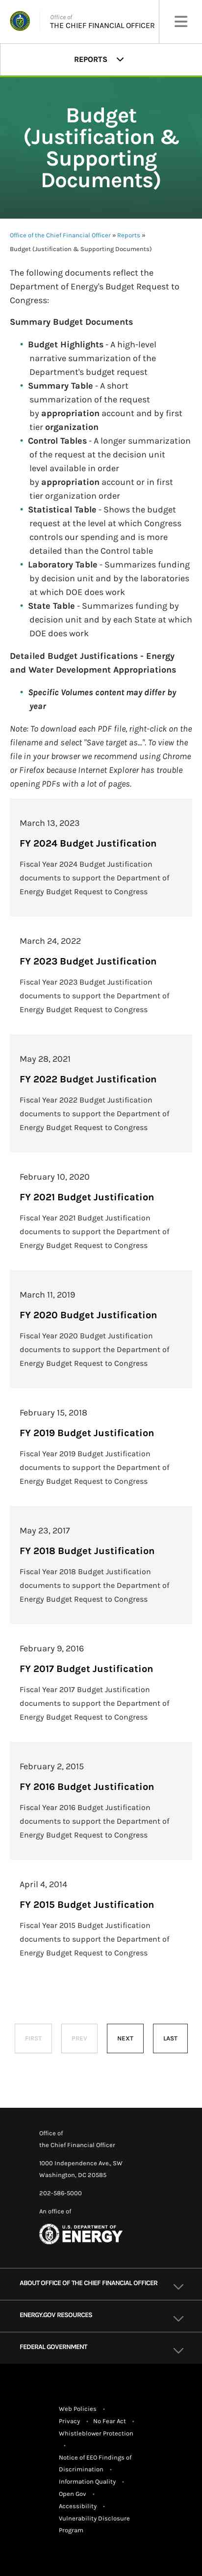 Office of
THE CHIEF FINANCIAL OFFICER
REPORTS
Budget
(Justification &
Supporting
Documents)
Office of the Chief Financial Officer » Reports »
Budget (Justification & Supporting Documents)
The following documents reflect the
Department of Energy's Budget Request to
Congress:
Summary Budget Documents
• Budget Highlights - A high-level
narrative summarization of the
Department's budget request
• Summary Table - A short
summarization of the request
by appropriation account and by first
tier organization
• Control Tables - A longer summarization
of the request at the decision unit
level available in order
by appropriation account or in first
tier organization order
• Statistical Table - Shows the budget
request at the level at which Congress
controls our spending and is more
detailed than the Control table
• Laboratory Table - Summarizes funding
by decision unit and by the laboratories
at which DOE does work
• State Table - Summarizes funding by
decision unit and by each State at which
DOE does work
Detailed Budget Justifications - Energy
and Water Development Appropriations
• Specific Volumes content may differ by
year
Note: To download each PDF file, right-click on the
filename and select "Save target as...". To view the
file in your browser we recommend using Chrome
or Firefox because Internet Explorer has trouble
opening PDFs with a lot of pages.
March 13, 2023
FY 2024 Budget Justification
Fiscal Year 2024 Budget Justification
documents to support the Department of
Energy Budget Request to Congress
March 24, 2022
FY 2023 Budget Justification
Fiscal Year 2023 Budget Justification
documents to support the Department of
Energy Budget Request to Congress
May 28, 2021
FY 2022 Budget Justification
Fiscal Year 2022 Budget Justification
documents to support the Department of
Energy Budget Request to Congress
February 10, 2020
FY 2021 Budget Justification
Fiscal Year 2021 Budget Justification
documents to support the Department of
Energy Budget Request to Congress
March 11, 2019
FY 2020 Budget Justification
Fiscal Year 2020 Budget Justification
documents to support the Department of
Energy Budget Request to Congress
February 15, 2018
FY 2019 Budget Justification
Fiscal Year 2019 Budget Justification
documents to support the Department of
Energy Budget Request to Congress
May 23, 2017
FY 2018 Budget Justification
Fiscal Year 2018 Budget Justification
documents to support the Department of
Energy Budget Request to Congress
February 9, 2016
FY 2017 Budget Justification
Fiscal Year 2017 Budget Justification
documents to support the Department of
Energy Budget Request to Congress
February 2, 2015
FY 2016 Budget Justification
Fiscal Year 2016 Budget Justification
documents to support the Department of
Energy Budget Request to Congress
April 4, 2014
FY 2015 Budget Justification
Fiscal Year 2015 Budget Justification
documents to support the Department of
Energy Budget Request to Congress
FIRST PREV NEXT LAST
Office of
the Chief Financial Officer
1000 Independence Ave., SW
Washington, DC 20585
202-586-5000
An office of
U.S. DEPARTMENT OF
ENERGY
ABOUT OFFICE OF THE CHIEF FINANCIAL OFFICER
ENERGY.GOV RESOURCES
FEDERAL GOVERNMENT
Web Policies •
Privacy • No Fear Act •
Whistleblower Protection
•
Notice of EEO Findings of
Discrimination •
Information Quality •
Open Gov •
Accessibility •
Vulnerability Disclosure
Program